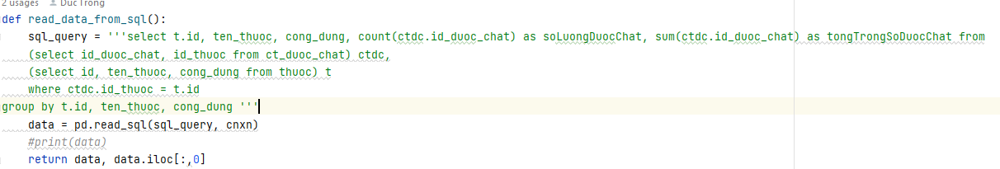 2 usages Duc Trong
def read_data_from_sql():
sql_query = '''select t.id, ten_thuoc, cong_dung, count(ctdc.id_duoc_chat) as soLuongDuocChat, sum(ctdc.id_duoc_chat) as tongTrongSoDuocChat from
(select id_duoc_chat, id_thuoc from ct_duoc_chat) ctdc,
(select id, ten_thuoc, cong_dung from thuoc) t
where ctdc.id_thuoc = t.id
group by t.id, ten_thuoc, cong_dung '''
data = pd.read_sql(sql_query, cnxn)
#print(data)
return data, data.iloc[:,0]